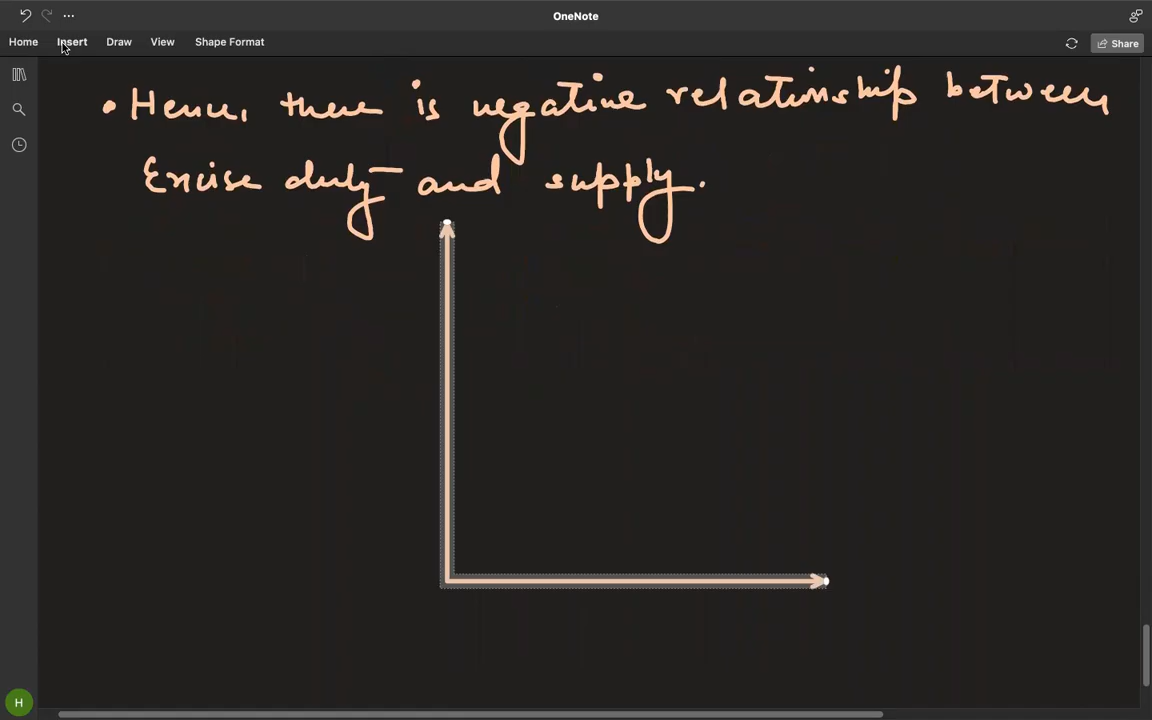 OneNote
Home Insert Draw View Shape Format Share
• Hence, there is negative relationship between
Excise duty and supply.
H